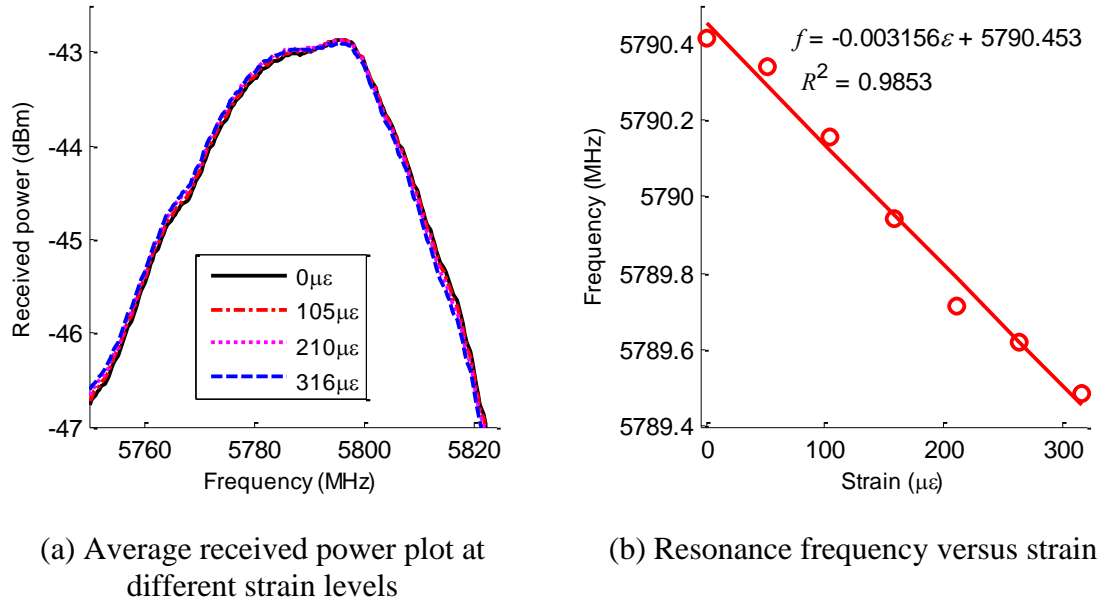 -43
-44
-45
-46
-47
5760 5780 5800 5820
Frequency (MHz)
Received power (dBm)
0με
105με
210με
316με
(a) Average received power plot at
different strain levels
5790.4
5790.2
5790
5789.8
5789.6
5789.4
0 100 200 300
Strain (με)
Frequency (MHz)
f = -0.003156ε + 5790.453
R² = 0.9853
(b) Resonance frequency versus strain